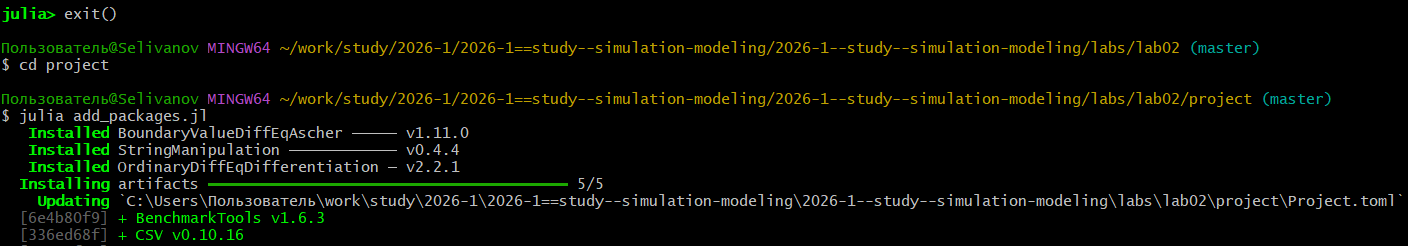 julia> exit()
Пользователь@Selivanov MINGW64 ~/work/study/2026-1/2026-1==study--simulation-modeling/2026-1--study--simulation-modeling/labs/lab02 (master)
$ cd project
Пользователь@Selivanov MINGW64 ~/work/study/2026-1/2026-1==study--simulation-modeling/2026-1--study--simulation-modeling/labs/lab02/project (master)
$ julia add_packages.jl
Installed BoundaryValueDiffEqAscher ───── v1.11.0
Installed StringManipulation ──────────── v0.4.4
Installed OrdinaryDiffEqDifferentiation ─ v2.2.1
Installing artifacts ━━━━━━━━━━━━━━━━━━━━━━━━━━━━━━━━━━━━━━━━ 5/5
Updating `C:\Users\Пользователь\work\study\2026-1\2026-1==study--simulation-modeling\2026-1--study--simulation-modeling\labs\lab02\project\Project.toml`
[6e4b80f9] + BenchmarkTools v1.6.3
[336ed68f] + CSV v0.10.16